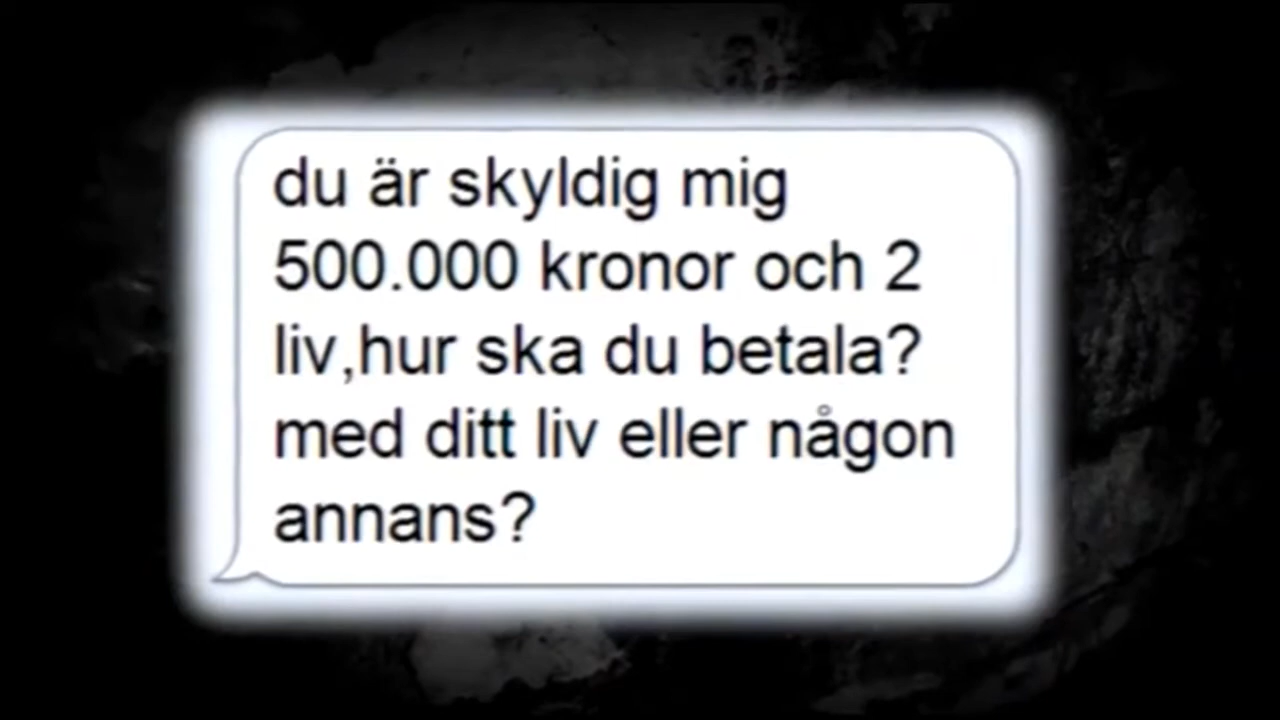 du är skyldig mig
500.000 kronor och 2
liv,hur ska du betala?
med ditt liv eller någon
annans?